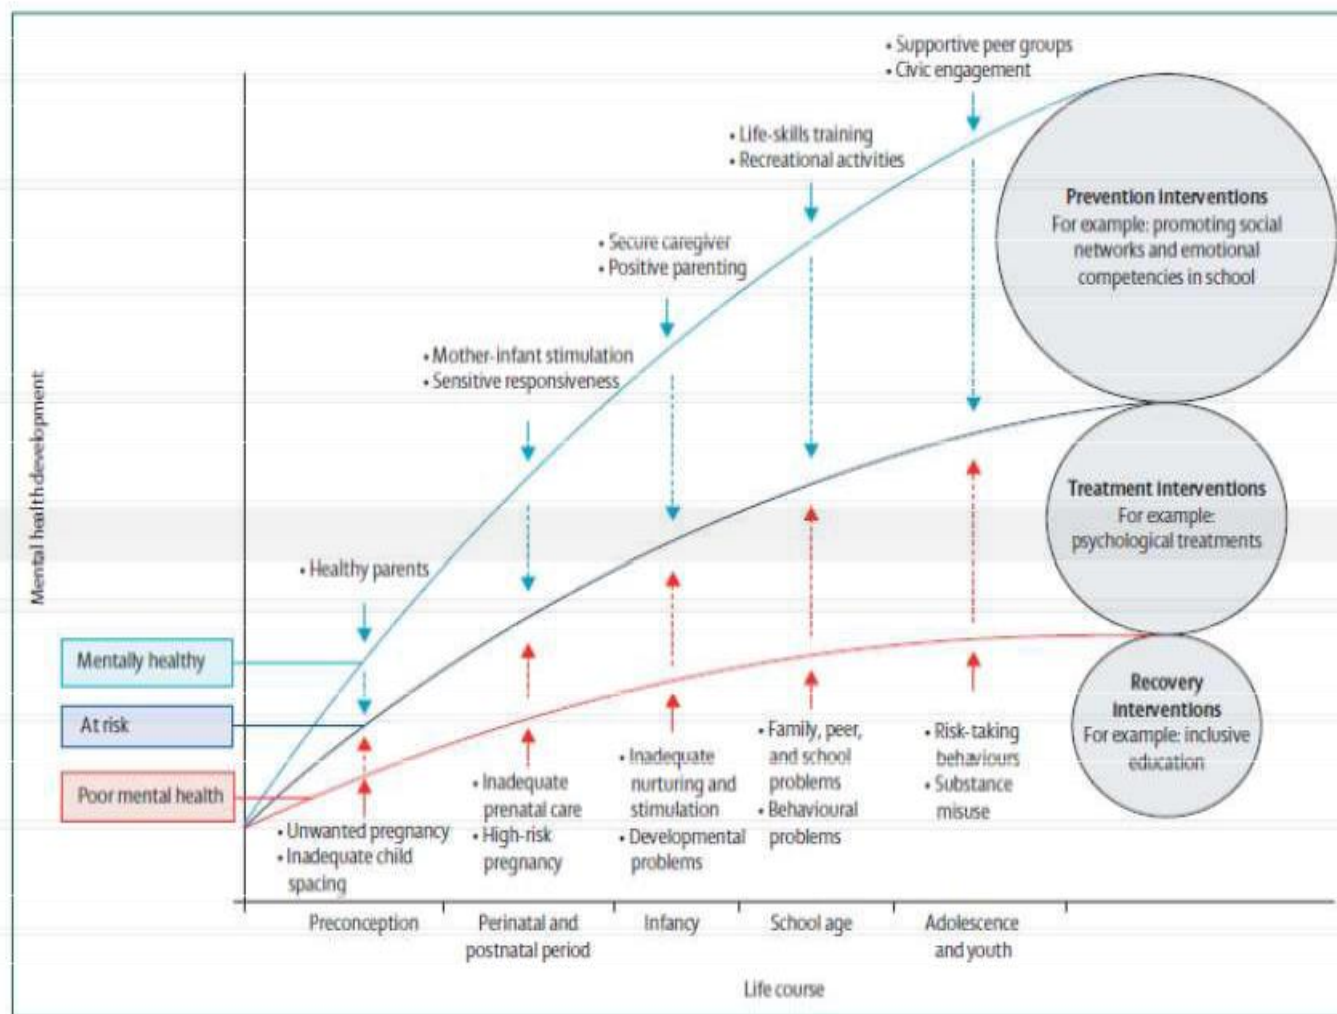 • Supportive peer groups
• Civic engagement
• Life-skills training
• Recreational activities
Prevention interventions
For example: promoting social
networks and emotional
competencies in school
• Secure caregiver
• Positive parenting
• Mother-infant stimulation
• Sensitive responsiveness
Treatment interventions
For example:
psychological treatments
• Healthy parents
Mental health development
Mentally healthy
At risk
Poor mental health
Recovery
interventions
For example: inclusive
education
• Unwanted pregnancy
• Inadequate child
spacing
• Inadequate
prenatal care
• High-risk
pregnancy
• Inadequate
nurturing and
stimulation
• Developmental
problems
• Family, peer,
and school
problems
• Behavioural
problems
• Risk-taking
behaviours
• Substance
misuse
Preconception
Perinatal and
postnatal period
Infancy
School age
Adolescence
and youth
Life course